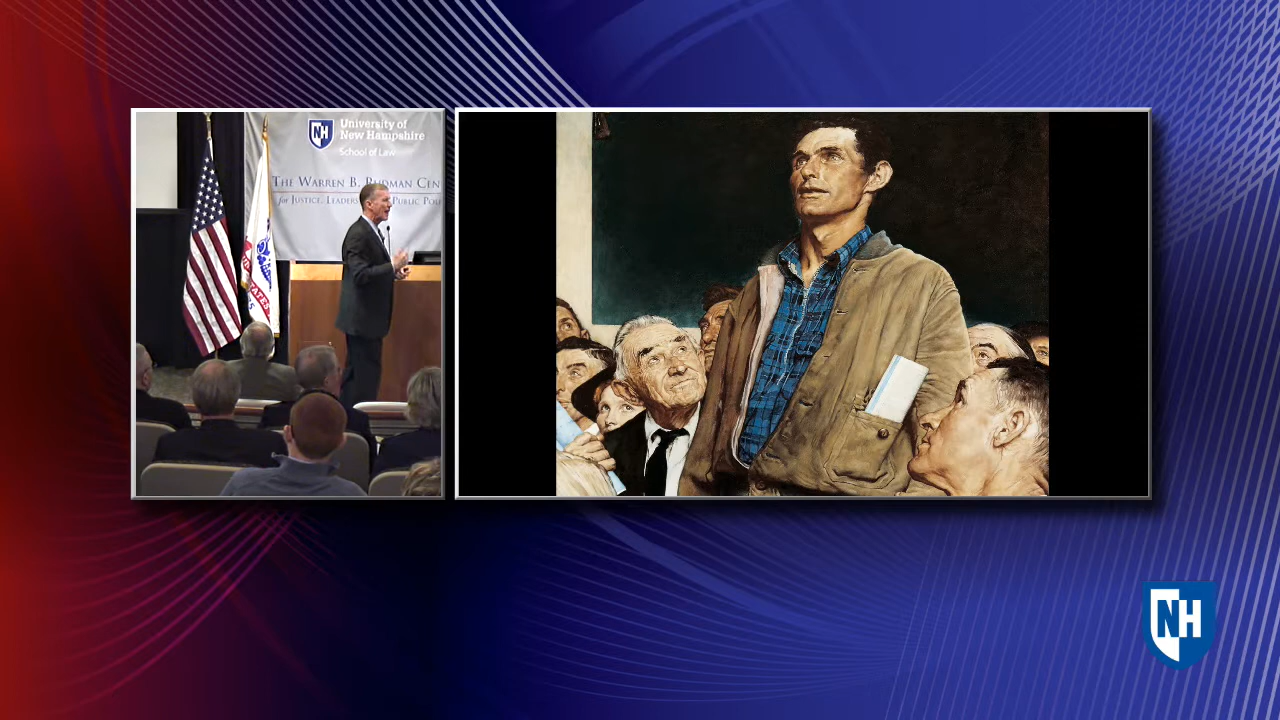 NH
University of
New Hampshire
School of Law
THE WARREN B. RUDMAN CEN
for JUSTICE, LEADERS PUBLIC POL
NH